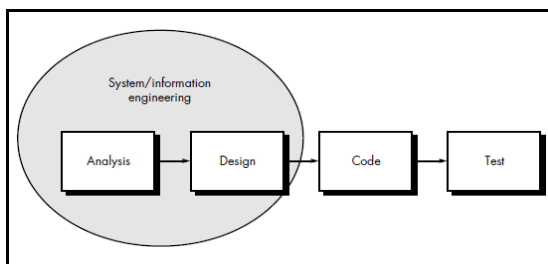 System/information
engineering
Analysis
Design
Code
Test